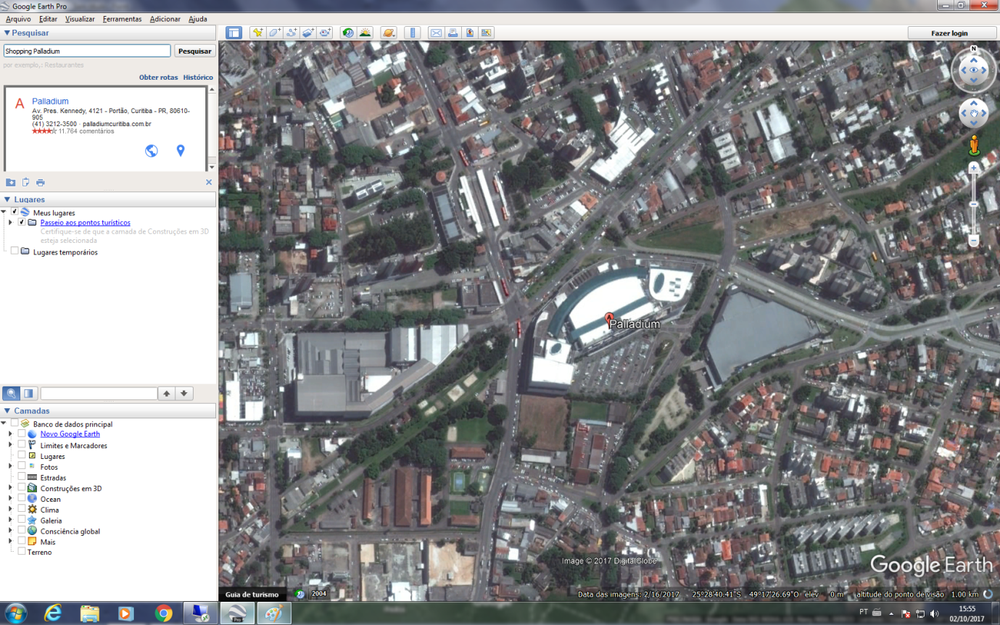 Google Earth Pro
Arquivo Editar Visualizar Ferramentas Adicionar Ajuda
Pesquisar
Fazer login
Shopping Palladium
Pesquisar
por exemplo,: Restaurantes
Obter rotas Histórico
A
Palladium
Av. Pres. Kennedy, 4121 - Portão, Curitiba - PR, 80610-
905
(41) 3212-3500 · palladiumcuritiba.com.br
11.764 comentários
Lugares
Meus lugares
Passeio aos pontos turísticos
Certifique-se de que a camada de Construções em 3D
esteja selecionada
Lugares temporários
Camadas
Banco de dados principal
Novo Google Earth
Limites e Marcadores
Lugares
Fotos
Estradas
Construções em 3D
Ocean
Clima
Galeria
Consciência global
Mais
Terreno
N
A
Palladium
Image © 2017 DigitalGlobe
Google Earth
Guia de turismo
2004
Data das imagens: 2/16/2017 25°28'40.41"S 49°17'26.69"O elev 0 m altitude do ponto de visão 1.00 km
Pro
PT
15:55
02/10/2017